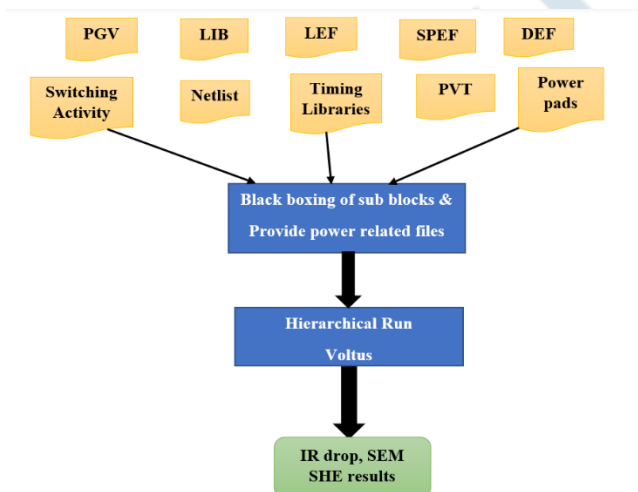 PGV
LIB
LEF
SPEF
DEF
Switching
Activity
Netlist
Timing
Libraries
PVT
Power
pads
Black boxing of sub blocks &
Provide power related files
Hierarchical Run
Voltus
IR drop, SEM
SHE results